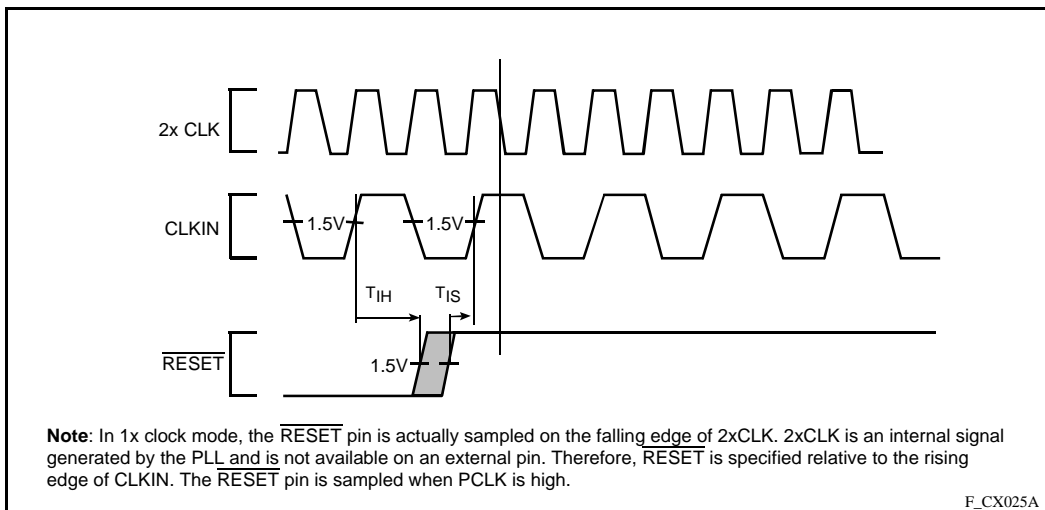 2x CLK
CLKIN
1.5V
1.5V
TIH
TIS
RESET
1.5V
Note: In 1x clock mode, the RESET pin is actually sampled on the falling edge of 2xCLK. 2xCLK is an internal signal
generated by the PLL and is not available on an external pin. Therefore, RESET is specified relative to the rising
edge of CLKIN. The RESET pin is sampled when PCLK is high.
F_CX025A